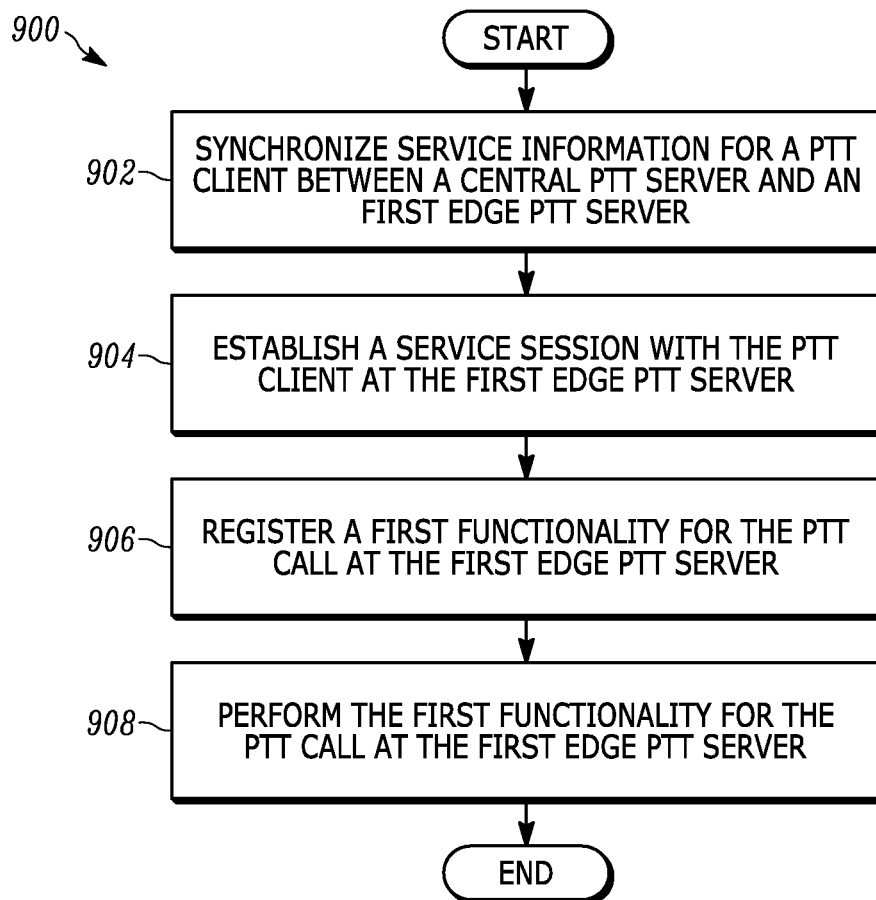 900
START
902
SYNCHRONIZE SERVICE INFORMATION FOR A PTT
CLIENT BETWEEN A CENTRAL PTT SERVER AND AN
FIRST EDGE PTT SERVER
904
ESTABLISH A SERVICE SESSION WITH THE PTT
CLIENT AT THE FIRST EDGE PTT SERVER
906
REGISTER A FIRST FUNCTIONALITY FOR THE PTT
CALL AT THE FIRST EDGE PTT SERVER
908
PERFORM THE FIRST FUNCTIONALITY FOR THE
PTT CALL AT THE FIRST EDGE PTT SERVER
END